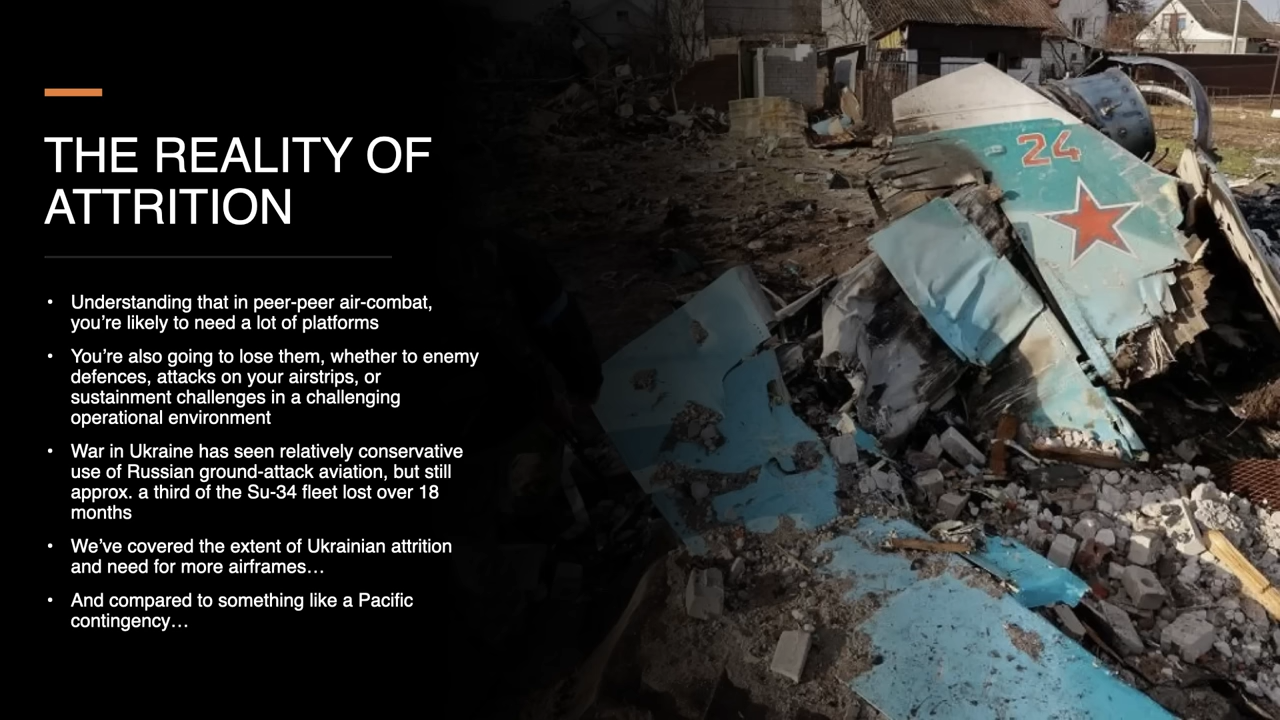 THE REALITY OF
ATTRITION
• Understanding that in peer-peer air-combat,
you’re likely to need a lot of platforms
• You’re also going to lose them, whether to enemy
defences, attacks on your airstrips, or
sustainment challenges in a challenging
operational environment
• War in Ukraine has seen relatively conservative
use of Russian ground-attack aviation, but still
approx. a third of the Su-34 fleet lost over 18
months
• We’ve covered the extent of Ukrainian attrition
and need for more airframes…
• And compared to something like a Pacific
contingency…
24